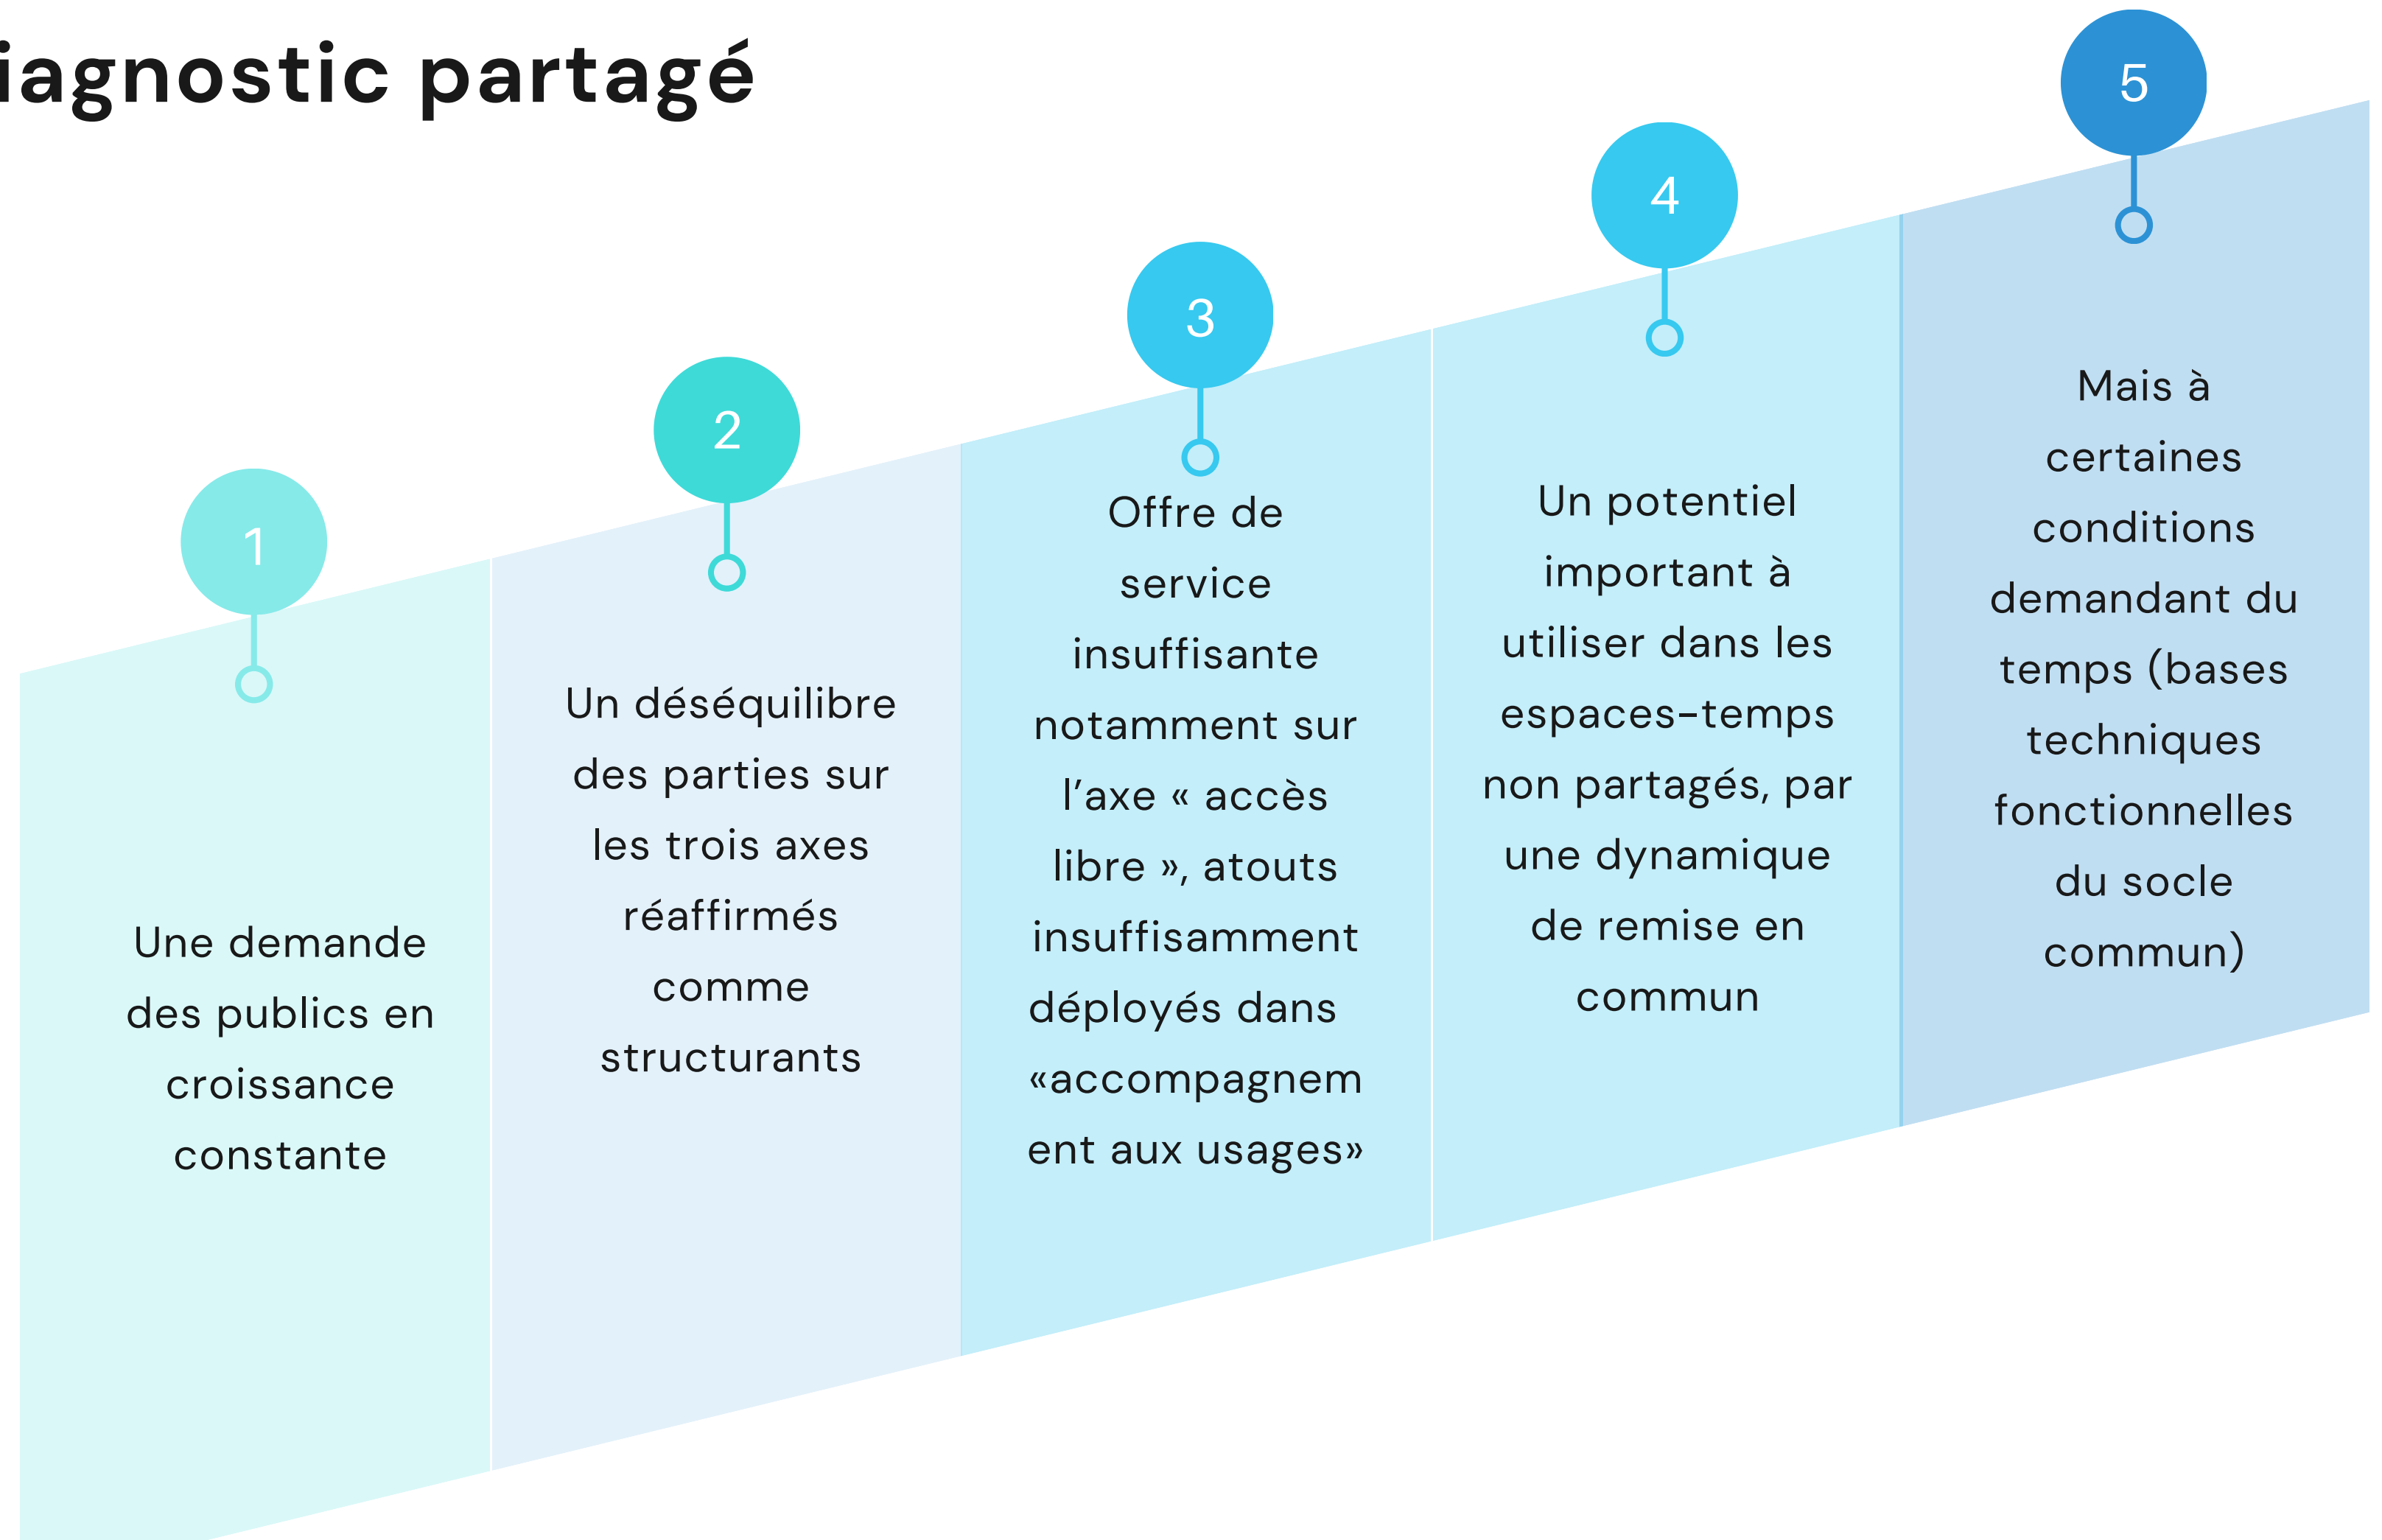 iagnostic partagé
1
Une demande
des publics en
croissance
constante
2
Un déséquilibre
des parties sur
les trois axes
réaffirmés
comme
structurants
3
Offre de
service
insuffisante
notamment sur
l’axe « accès
libre », atouts
insuffisamment
déployés dans
«accompagnem
ent aux usages»
4
Un potentiel
important à
utiliser dans les
espaces-temps
non partagés, par
une dynamique
de remise en
commun
5
Mais à
certaines
conditions
demandant du
temps (bases
techniques
fonctionnelles
du socle
commun)